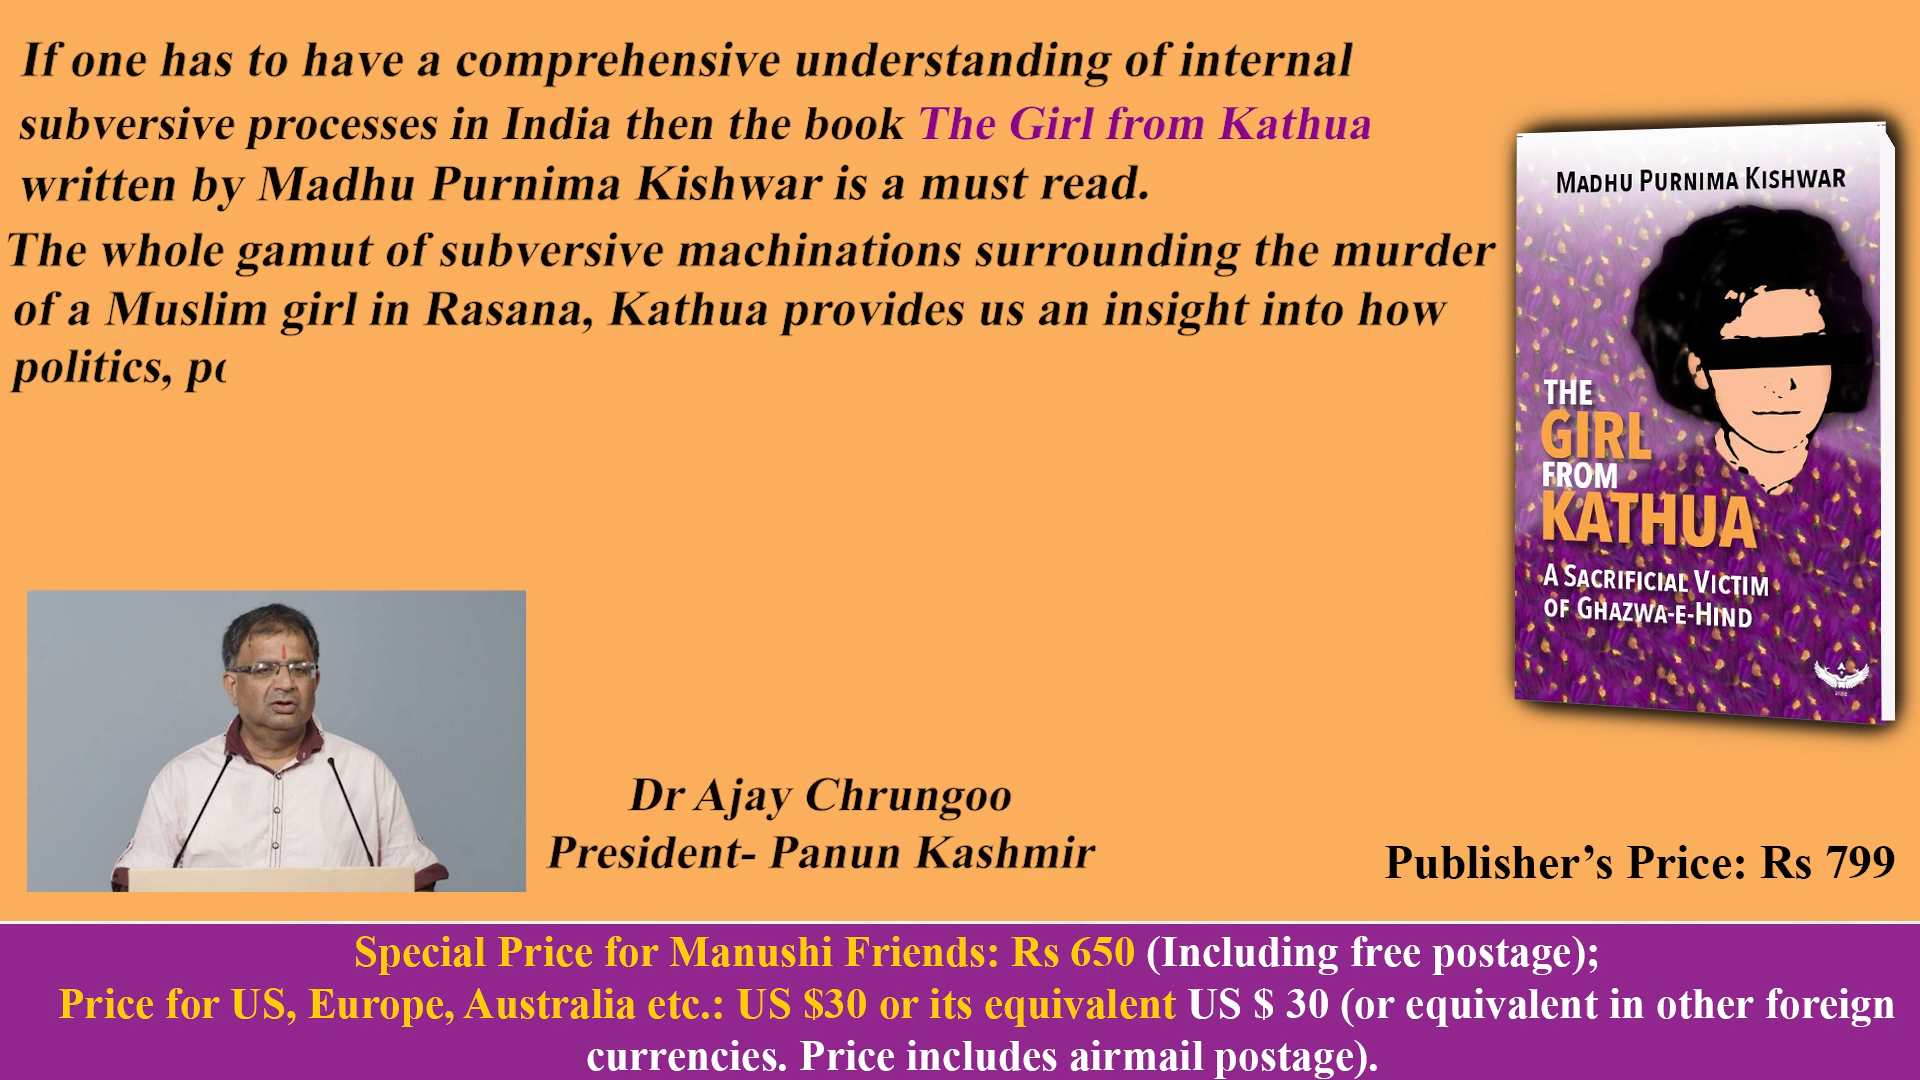 If one has to have a comprehensive understanding of internal
subversive processes in India then the book The Girl from Kathua
written by Madhu Purnima Kishwar is a must read.
The whole gamut of subversive machinations surrounding the murder
of a Muslim girl in Rasana, Kathua provides us an insight into how
politics,
MADHU PURNIMA KISHWAR
THE
GIRL
FROM
KATHUA
A SACRIFICIAL VICTIM
OF GHAZWA-E-HIND
Dr Ajay Chrungoo
President- Panun Kashmir
Publisher’s Price: Rs 799
Special Price for Manushi Friends: Rs 650 (Including free postage);
Price for US, Europe, Australia etc.: US $30 or its equivalent US $ 30 (or equivalent in other foreign
currencies. Price includes airmail postage).